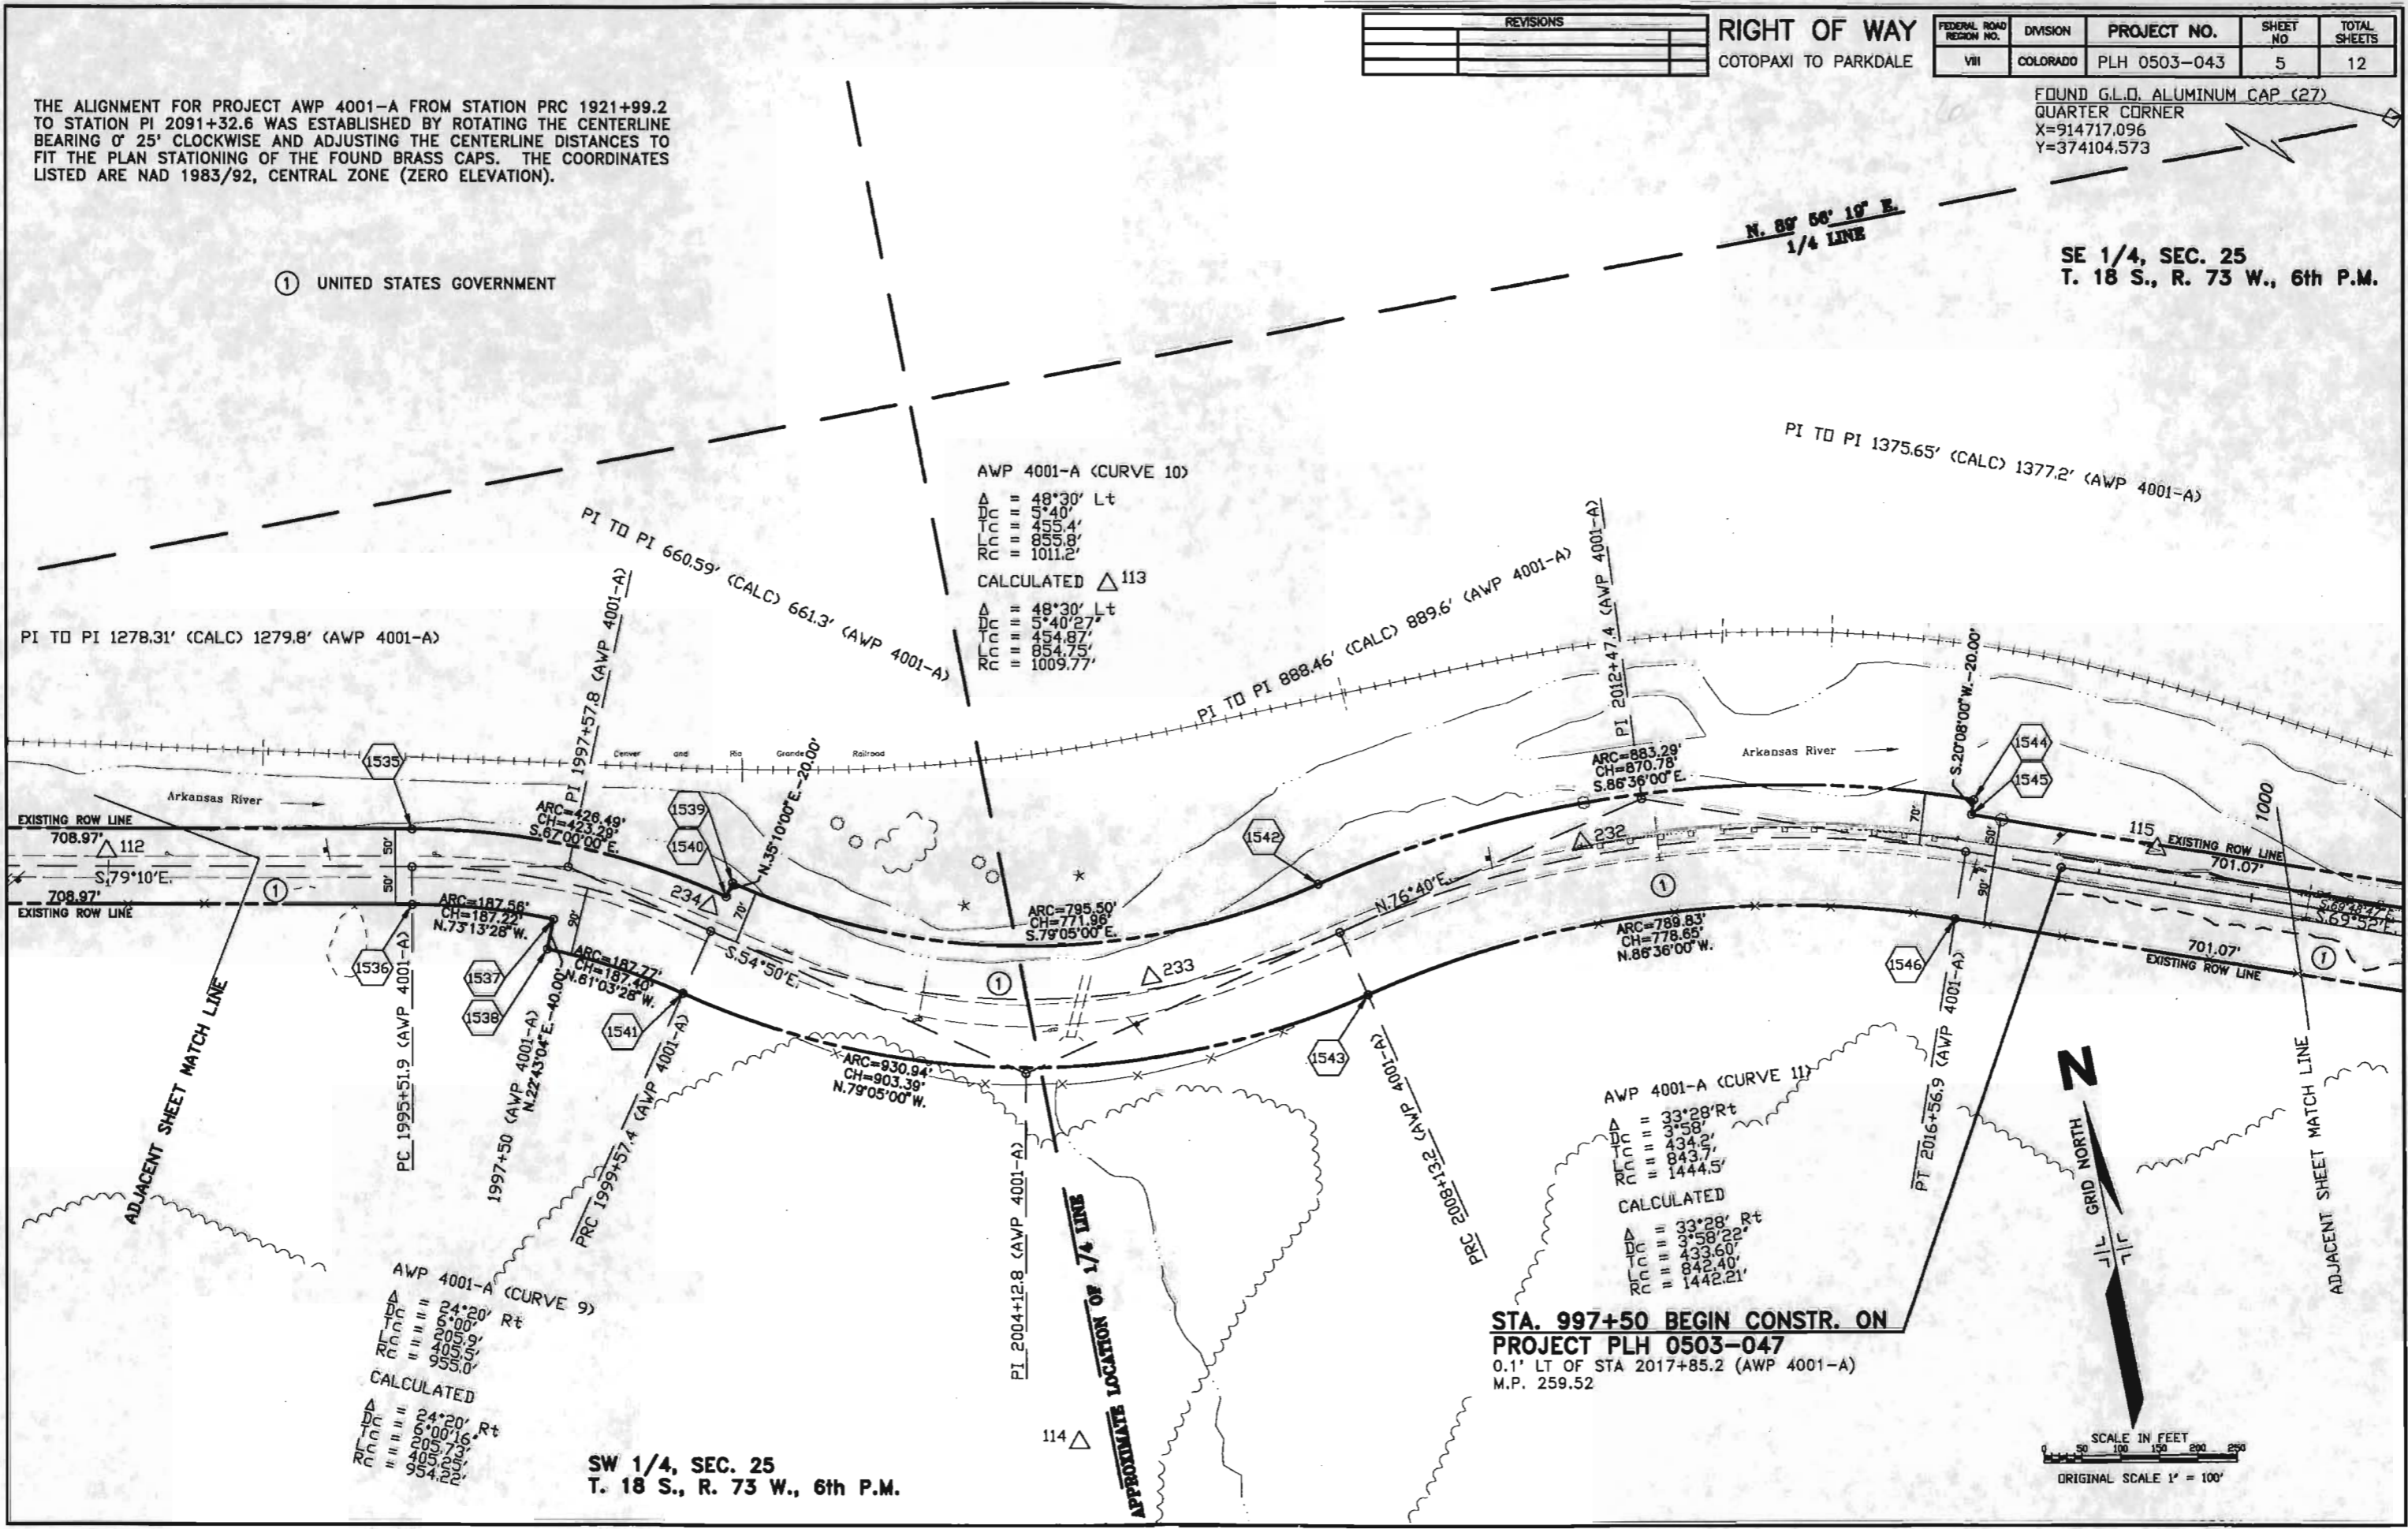 REVISIONS
RIGHT OF WAY
COTOPAXI TO PARKDALE
FEDERAL ROAD REGION NO.
DIVISION
PROJECT NO.
SHEET NO
TOTAL SHEETS
VIII
COLORADO
PLH 0503-043
5
12
THE ALIGNMENT FOR PROJECT AWP 4001-A FROM STATION PRC 1921+99.2
TO STATION PI 2091+32.6 WAS ESTABLISHED BY ROTATING THE CENTERLINE
BEARING 0° 25' CLOCKWISE AND ADJUSTING THE CENTERLINE DISTANCES TO
FIT THE PLAN STATIONING OF THE FOUND BRASS CAPS. THE COORDINATES
LISTED ARE NAD 1983/92, CENTRAL ZONE (ZERO ELEVATION).
FOUND G.L.O. ALUMINUM CAP (27)
QUARTER CORNER
X=914717.096
Y=374104.573
N. 89° 56' 19" E.
1/4 LINE
SE 1/4, SEC. 25
T. 18 S., R. 73 W., 6th P.M.
1 UNITED STATES GOVERNMENT
PI TO PI 1375.65' (CALC) 1377.2' (AWP 4001-A)
AWP 4001-A (CURVE 10)
Δ = 48°30' Lt
Dc = 5°40'
Tc = 455.4'
Lc = 855.8'
Rc = 1011.2'
CALCULATED
113
Δ = 48°30' Lt
Dc = 5°40'27"
Tc = 454.87'
Lc = 854.75'
Rc = 1009.77'
PI TO PI 660.59' (CALC) 661.3' (AWP 4001-A)
PI TO PI 888.46' (CALC) 889.6' (AWP 4001-A)
PI TO PI 1278.31' (CALC) 1279.8' (AWP 4001-A)
PI 1997+57.8 (AWP 4001-A)
PI 2012+47.4 (AWP 4001-A)
Denver and Rio Grande Railroad
1535
Arkansas River
EXISTING ROW LINE
708.97'
112
S.79°10'E.
708.97'
EXISTING ROW LINE
1
50'
50'
ARC=426.49'
CH=423.29'
S.67°00'00"E.
1539
1540
N.35°10'00"E.-20.00'
234
70'
90'
ARC=187.56'
CH=187.22'
N.73°13'28"W.
1536
1537
1538
ARC=187.77'
CH=187.40'
N.61°03'28"W.
1541
S.54°50'E.
N.22°43'04"E.-40.00'
ARC=795.50'
CH=771.96'
S.79°05'00"E.
1
233
1542
N.76°40'E.
232
ARC=883.29'
CH=870.78'
S.86°36'00"E.
Arkansas River
S.20°08'00"W.-20.00'
1544
1545
70'
50'
90'
1
ARC=789.83'
CH=778.65'
N.86°36'00"W.
1546
115
EXISTING ROW LINE
701.07'
1000
S.69°48'47"E.
S.69°52'E.
701.07'
EXISTING ROW LINE
1
1543
ARC=930.94'
CH=903.39'
N.79°05'00"W.
ADJACENT SHEET MATCH LINE
PC 1995+51.9 (AWP 4001-A)
1997+50 (AWP 4001-A)
PRC 1999+57.4 (AWP 4001-A)
PI 2004+12.8 (AWP 4001-A)
APPROXIMATE LOCATION OF 1/4 LINE
PRC 2008+13.2 (AWP 4001-A)
PT 2016+56.9 (AWP 4001-A)
ADJACENT SHEET MATCH LINE
AWP 4001-A (CURVE 11)
Δ = 33°28'Rt
Dc = 3°58'
Tc = 434.2'
Lc = 843.7'
Rc = 1444.5'
CALCULATED
Δ = 33°28' Rt
Dc = 3°58'22"
Tc = 433.60'
Lc = 842.40'
Rc = 1442.21'
AWP 4001-A (CURVE 9)
Δ = 24°20' Rt
Dc = 6°00'
Tc = 205.9'
Lc = 405.5'
Rc = 955.0'
CALCULATED
Δ = 24°20' Rt
Dc = 6°00'16"
Tc = 205.73'
Lc = 405.25'
Rc = 954.22'
STA. 997+50 BEGIN CONSTR. ON
PROJECT PLH 0503-047
0.1' LT OF STA 2017+85.2 (AWP 4001-A)
M.P. 259.52
N
GRID NORTH
114
SW 1/4, SEC. 25
T. 18 S., R. 73 W., 6th P.M.
SCALE IN FEET
0 50 100 150 200 250
ORIGINAL SCALE 1" = 100'